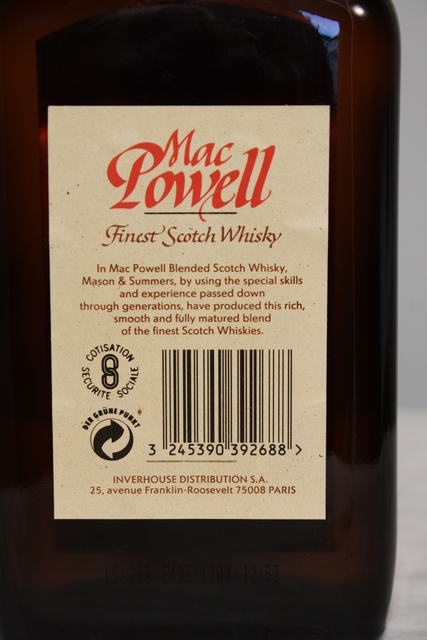 Mac
Powell
Finest Scotch Whisky
In Mac Powell Blended Scotch Whisky,
Mason & Summers, by using the special skills
and experience passed down
through generations, have produced this rich,
smooth and fully matured blend
of the finest Scotch Whiskies.
COTISATION
SECURITE SOCIALE
DER GRÜNE PUNKT
3 245390 392688 >
INVERHOUSE DISTRIBUTION S.A.
25, avenue Franklin-Roosevelt 75008 PARIS
12:53